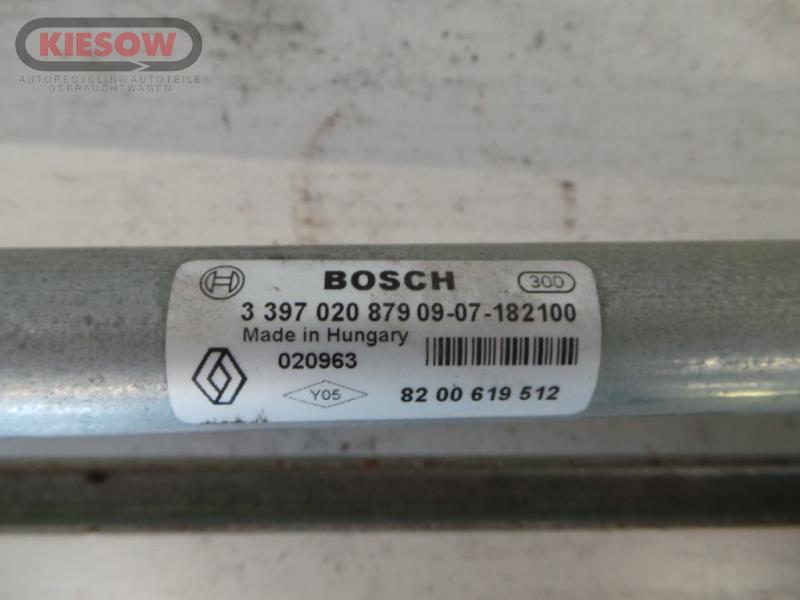 KIESOW
AUTORECYCLING AUTOTEILE
GEBRAUCHTWAGEN
BOSCH 300
3 397 020 879 09-07-182100
Made in Hungary
020963
Y05 82 00 619 512